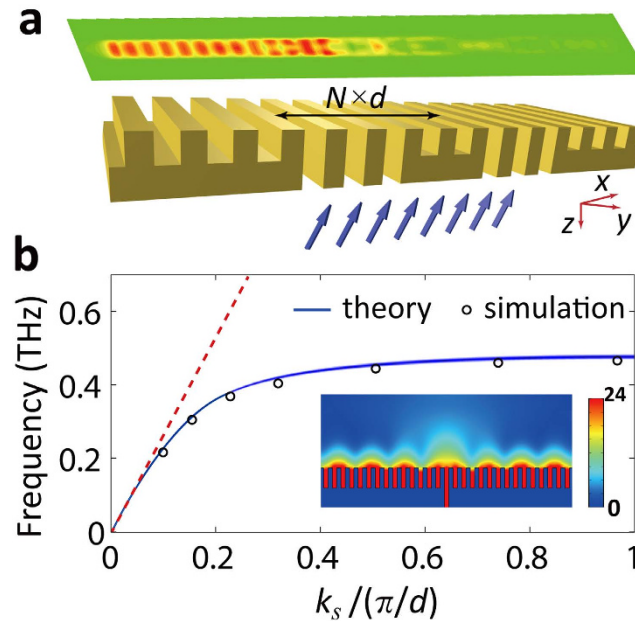 a
N×d
x
y
z
b
Frequency (THz)
0.6
0.4
0.2
0
theory
simulation
24
0
0 0.2 0.4 0.6 0.8 1
kₛ/(π/d)